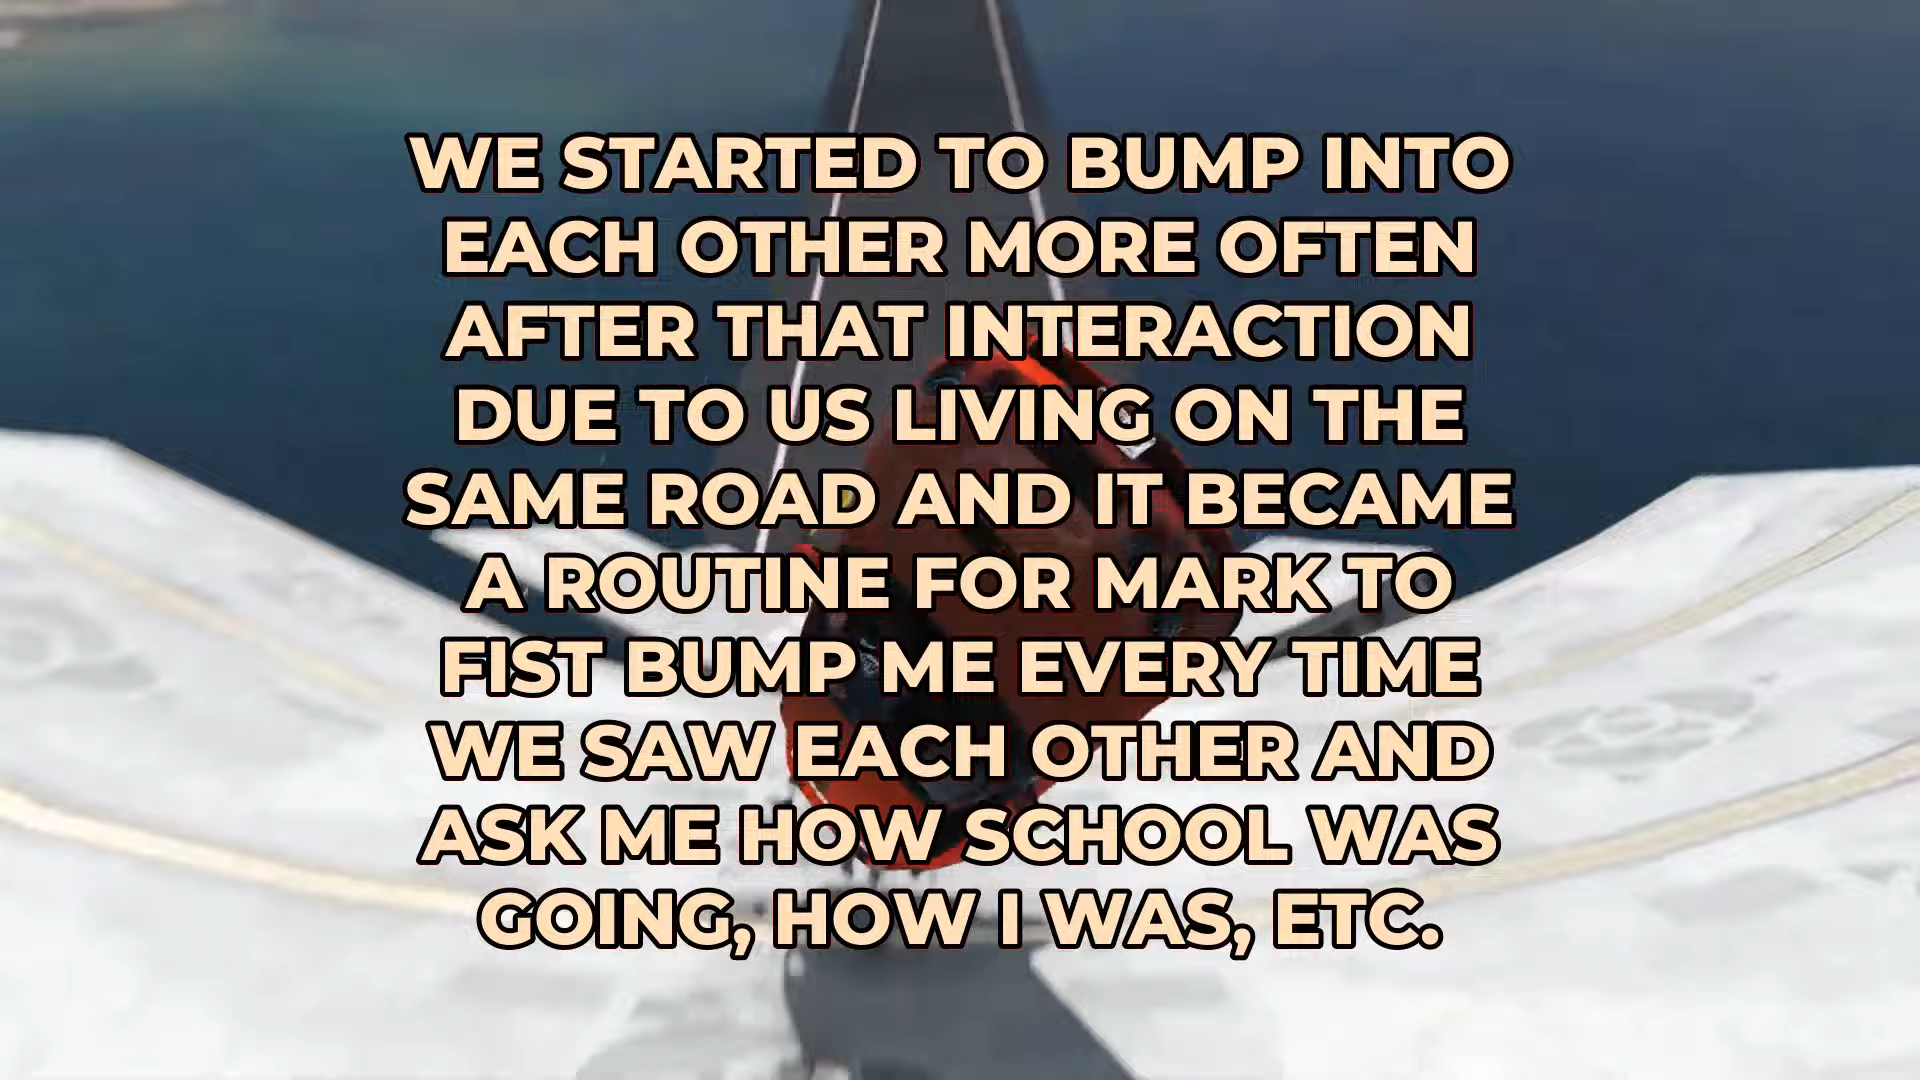 WE STARTED TO BUMP INTO
EACH OTHER MORE OFTEN
AFTER THAT INTERACTION
DUE TO US LIVING ON THE
SAME ROAD AND IT BECAME
A ROUTINE FOR MARK TO
FIST BUMP ME EVERY TIME
WE SAW EACH OTHER AND
ASK ME HOW SCHOOL WAS
GOING, HOW I WAS, ETC.